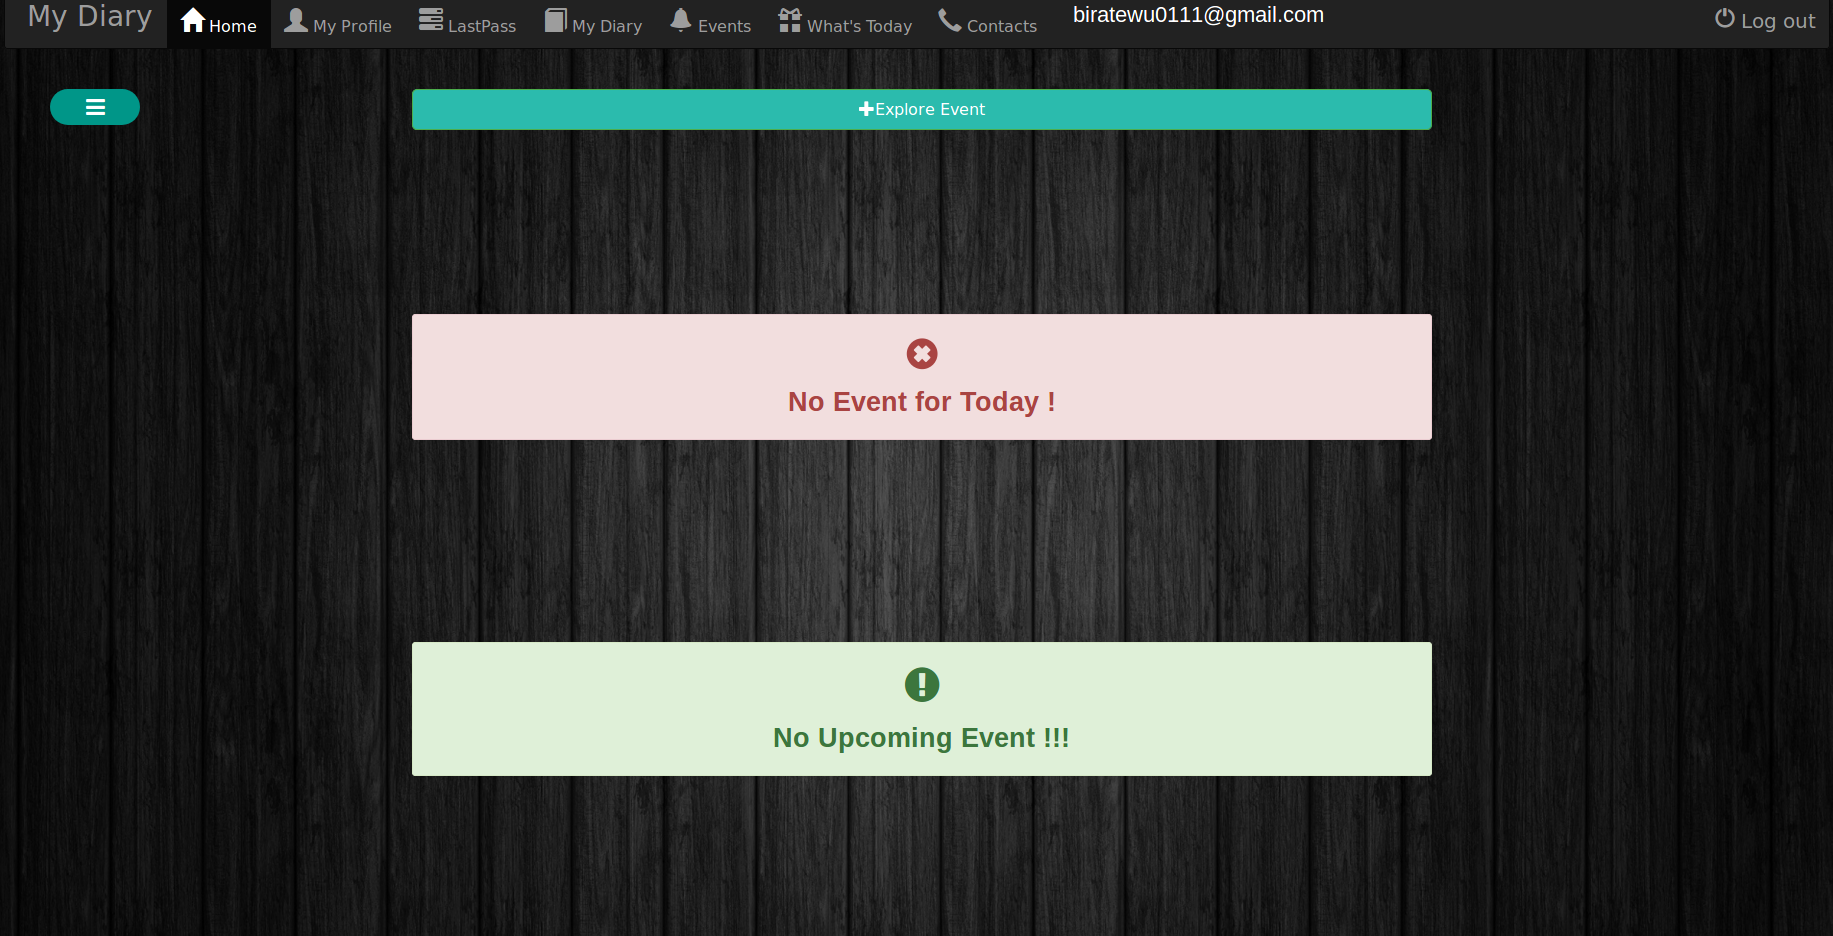 My Diary Home My Profile LastPass My Diary Events What's Today Contacts biratewu0111@gmail.com Log out
Explore Event
No Event for Today !
No Upcoming Event !!!